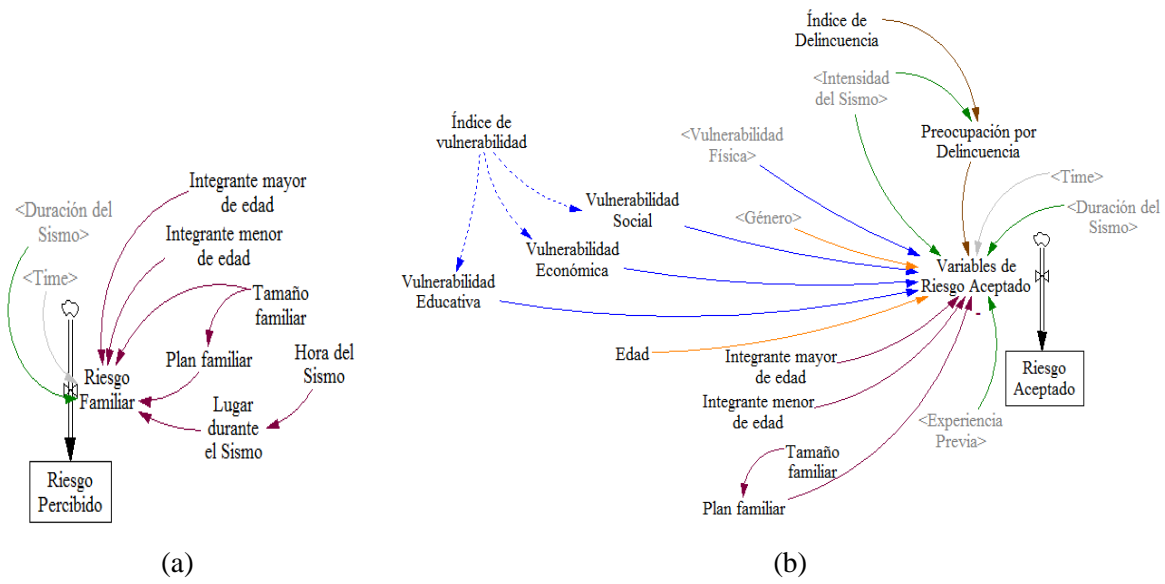 Integrante mayor
de edad
<Duración del
Sismo>
Integrante menor
de edad
<Time>
Tamaño
familiar
Plan familiar
Hora del
Sismo
Riesgo
Familiar
Lugar
durante
el Sismo
Riesgo
Percibido
(a)
Índice de
Delincuencia
<Intensidad
del Sismo>
Índice de
vulnerabilidad
<Vulnerabilidad
Física>
Preocupación por
Delincuencia
<Time>
<Duración del
Sismo>
Vulnerabilidad
Social
<Género>
Vulnerabilidad
Económica
Vulnerabilidad
Educativa
Variables de
Riesgo Aceptado
Edad
Integrante mayor
de edad
Riesgo
Aceptado
Integrante menor
de edad
<Experiencia
Previa>
Tamaño
familiar
Plan familiar
(b)